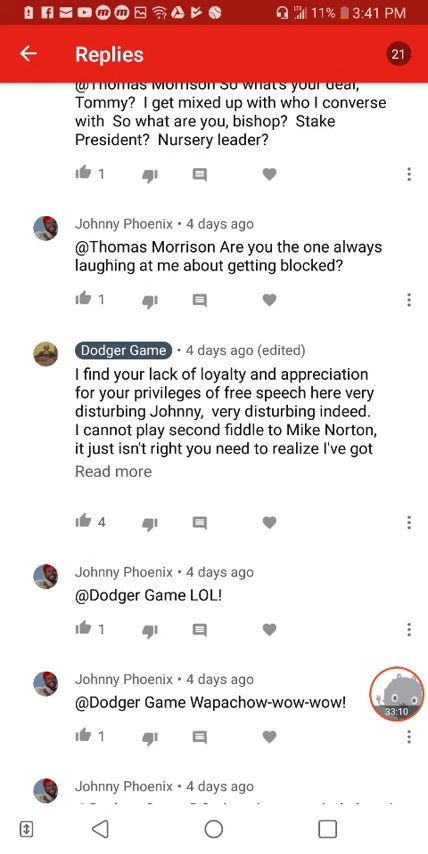 11% 3:41 PM
Replies
21
@Thomas Morrison So what's your deal,
Tommy?  I get mixed up with who I converse
with  So what are you, bishop?  Stake
President?  Nursery leader?
1
Johnny Phoenix • 4 days ago
@Thomas Morrison Are you the one always
laughing at me about getting blocked?
1
Dodger Game • 4 days ago (edited)
I find your lack of loyalty and appreciation
for your privileges of free speech here very
disturbing Johnny,  very disturbing indeed.
I cannot play second fiddle to Mike Norton,
it just isn't right you need to realize I've got
Read more
4
Johnny Phoenix • 4 days ago
@Dodger Game LOL!
1
Johnny Phoenix • 4 days ago
@Dodger Game Wapachow-wow-wow!
33:10
1
Johnny Phoenix • 4 days ago